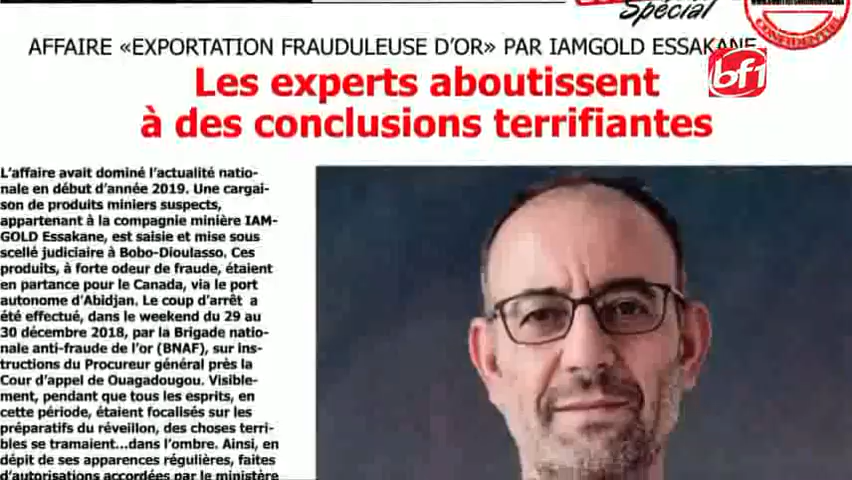 Spécial
CONFIDENTIEL
AFFAIRE «EXPORTATION FRAUDULEUSE D'OR» PAR IAMGOLD ESSAKANE
bf1
Les experts aboutissent
à des conclusions terrifiantes
L'affaire avait dominé l'actualité natio-
nale en début d'année 2019. Une cargai-
son de produits miniers suspects,
appartenant à la compagnie minière IAM-
GOLD Essakane, est saisie et mise sous
scellé judiciaire à Bobo-Dioulasso. Ces
produits, à forte odeur de fraude, étaient
en partance pour le Canada, via le port
autonome d'Abidjan. Le coup d'arrêt a
été effectué, dans le weekend du 29 au
30 décembre 2018, par la Brigade natio-
nale anti-fraude de l'or (BNAF), sur ins-
tructions du Procureur général près la
Cour d'appel de Ouagadougou. Visible-
ment, pendant que tous les esprits, en
cette période, étaient focalisés sur les
préparatifs du réveillon, des choses terri-
bles se tramaient...dans l'ombre. Ainsi, en
dépit de ses apparences régulières, faites
d'autorisations accordées par le ministère